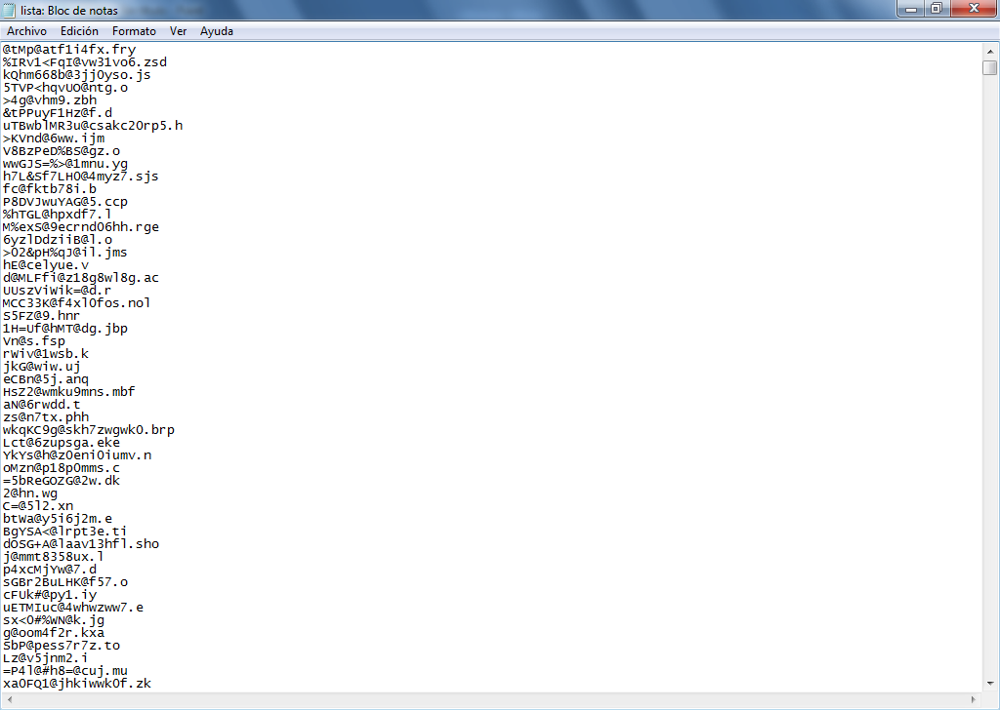 lista: Bloc de notas
Archivo Edición Formato Ver Ayuda
@tMp@atf1i4fx.fry
%IRv1<FqI@vw31vo6.zsd
kQhm668b@3jj0yso.js
5TVP<hqvUO@ntg.o
>4g@vhm9.zbh
&tPPuyF1Hz@f.d
uTBwblMR3u@csakc20rp5.h
>KVnd@6ww.ijm
V8BzPeD%BS@gz.o
wwGJS=%>@1mnu.yg
h7L&Sf7LHO@4myz7.sjs
fc@fktb78i.b
P8DVJwuYAG@5.ccp
%hTGL@hpxdf7.l
M%exS@9ecrnd06hh.rge
6yzlDdziiB@l.o
>O2&pH%qJ@il.jms
hE@celyue.v
d@MLFfi@z18g8wl8g.ac
UUszViWik=@d.r
MCC33K@f4xl0fos.nol
S5FZ@9.hnr
1H=Uf@hMT@dg.jbp
Vn@s.fsp
rWiv@1wsb.k
jkG@wiw.uj
eCBn@5j.anq
HsZ2@wmku9mns.mbf
aN@6rwdd.t
zs@n7tx.phh
wkqKC9g@skh7zwgwk0.brp
Lct@6zupsga.eke
YkYs@h@z0eni0iumv.n
oMzn@p18p0mms.c
=5bReGOZG@2w.dk
2@hn.wg
C=@5l2.xn
btWa@y5i6j2m.e
BgYSA<@lrpt3e.ti
dOSG+A@laav13hfl.sho
j@mmt8358ux.l
p4xcMjYw@7.d
sGBr2BuLHK@f57.o
cFUk#@py1.iy
uETMIuc@4whwzww7.e
sx<O#%WN@k.jg
g@oom4f2r.kxa
SbP@pess7r7z.to
Lz@v5jnm2.i
=P4l@#h8=@cuj.mu
xaOFQ1@jhkiwwk0f.zk